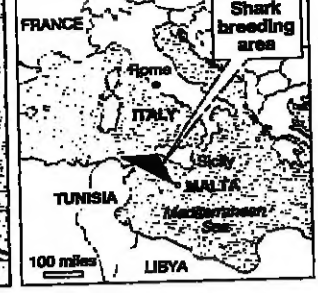 Shark
breeding
area
FRANCE
Rome
ITALY
Sicily
MALTA
TUNISIA
Mediterranean
Sea
100 miles
LIBYA